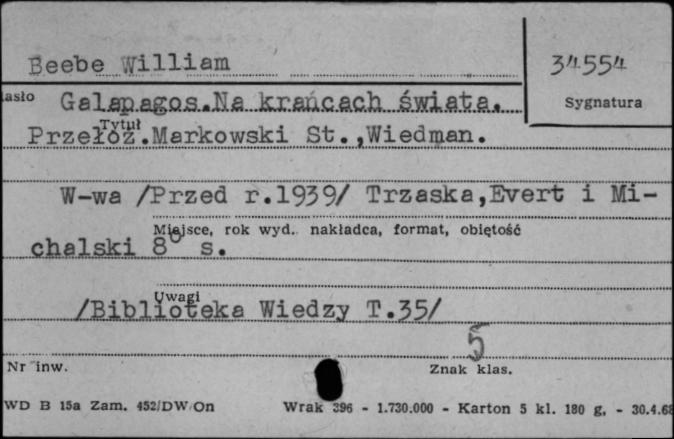 Beebe William
34554
asło Galapagos.Na krańcach świata.
Sygnatura
Tytuł
Przełoż.Markowski St.,Wiedman.
W-wa /Przed r.1939/ Trzaska,Evert i Mi-
Miejsce, rok wyd. nakładca, format, objętość
chalski 8° s.
Uwagi
/Biblioteka Wiedzy T.35/
5
Nr inw.
Znak klas.
WD B 15a Zam. 452/DW/On Wrak 396 - 1.730.000 - Karton 5 kl. 180 g. - 30.4.68